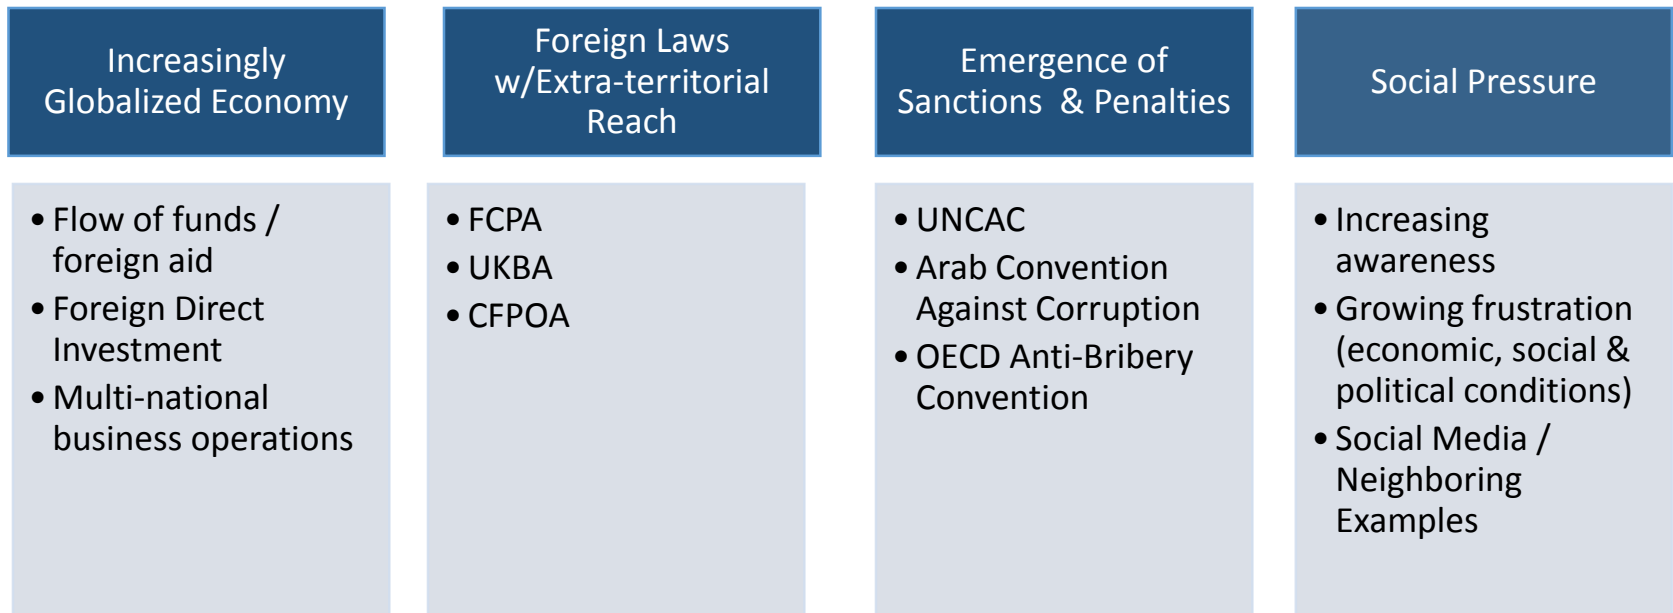 Increasingly
Globalized Economy
• Flow of funds /
foreign aid
• Foreign Direct
Investment
• Multi-national
business operations
Foreign Laws
w/Extra-territorial
Reach
• FCPA
• UKBA
• CFPOA
Emergence of
Sanctions & Penalties
• UNCAC
• Arab Convention
Against Corruption
• OECD Anti-Bribery
Convention
Social Pressure
• Increasing
awareness
• Growing frustration
(economic, social &
political conditions)
• Social Media /
Neighboring
Examples